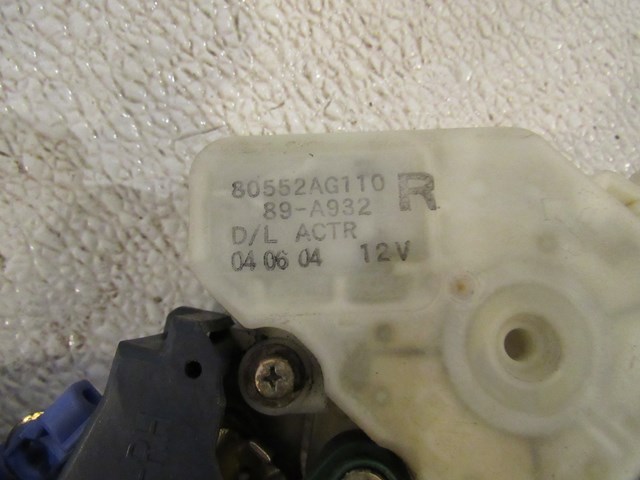 80552AG110 R
89-A932
D/L ACTR
04 06 04 12V